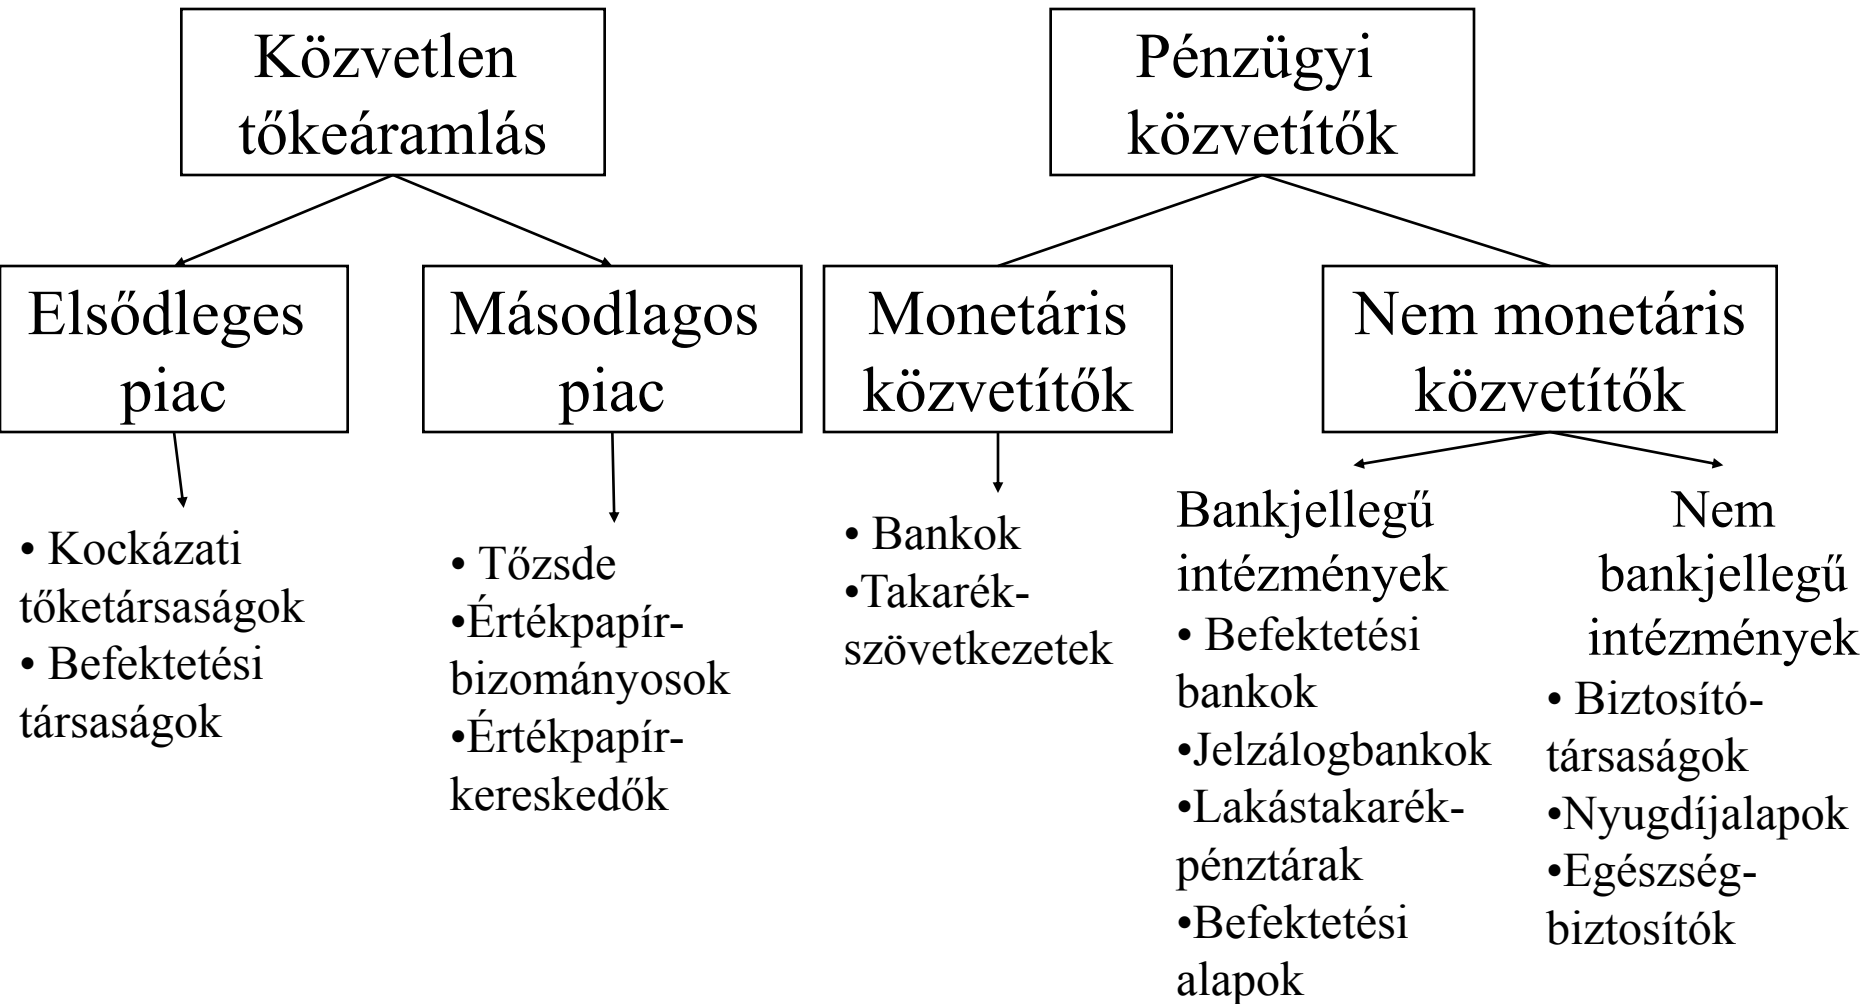 Közvetlen
tőkeáramlás
Pénzügyi
közvetítők
Elsődleges
piac
Másodlagos
piac
Monetáris
közvetítők
Nem monetáris
közvetítők
• Kockázati
tőketársaságok
• Befektetési
társaságok
• Tőzsde
•Értékpapír-
bizományosok
•Értékpapír-
kereskedők
• Bankok
•Takarék-
szövetkezetek
Bankjellegű
intézmények
• Befektetési
bankok
•Jelzálogbankok
•Lakástakarék-
pénztárak
•Befektetési
alapok
Nem
bankjellegű
intézmények
• Biztosító-
társaságok
•Nyugdíjalapok
•Egészség-
biztosítók